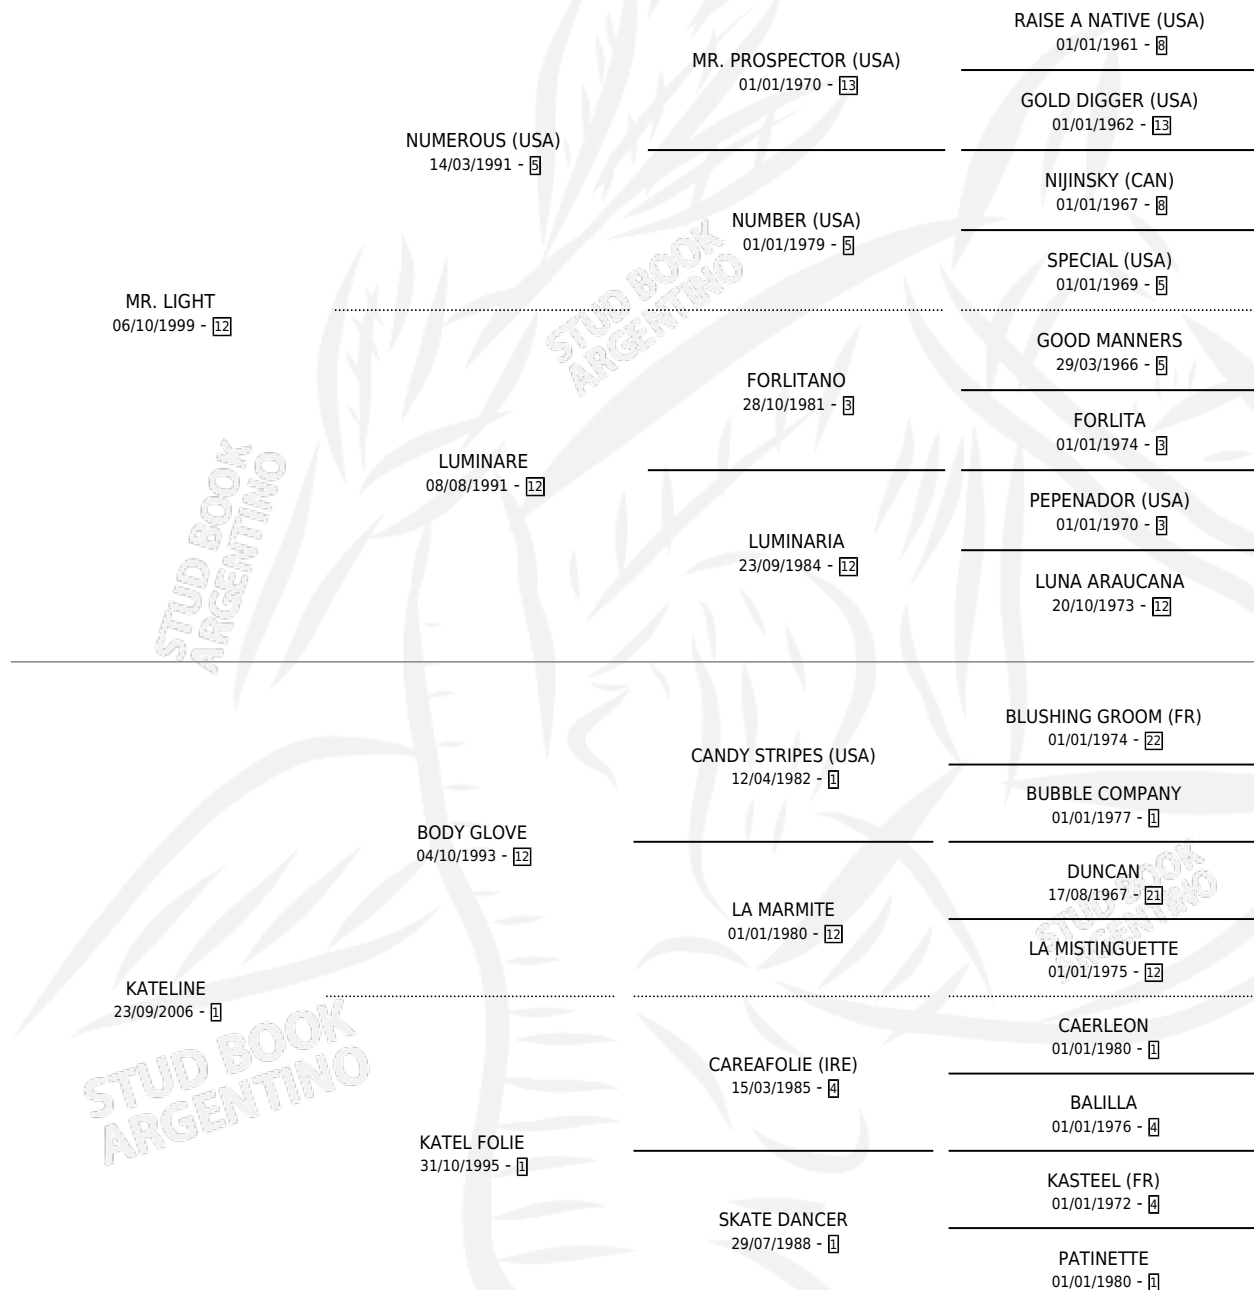 RAISE A NATIVE (USA)
01/01/1961 - 8
MR. PROSPECTOR (USA)
01/01/1970 - 13
GOLD DIGGER (USA)
01/01/1962 - 13
NUMEROUS (USA)
14/03/1991 - 5
NIJINSKY (CAN)
01/01/1967 - 8
NUMBER (USA)
01/01/1979 - 5
SPECIAL (USA)
01/01/1969 - 5
MR. LIGHT
06/10/1999 - 12
GOOD MANNERS
29/03/1966 - 5
FORLITANO
28/10/1981 - 3
FORLITA
01/01/1974 - 3
LUMINARE
08/08/1991 - 12
PEPENADOR (USA)
01/01/1970 - 3
LUMINARIA
23/09/1984 - 12
LUNA ARAUCANA
20/10/1973 - 12
BLUSHING GROOM (FR)
01/01/1974 - 22
CANDY STRIPES (USA)
12/04/1982 - 1
BUBBLE COMPANY
01/01/1977 - 1
BODY GLOVE
04/10/1993 - 12
DUNCAN
17/08/1967 - 21
LA MARMITE
01/01/1980 - 12
LA MISTINGUETTE
01/01/1975 - 12
KATELINE
23/09/2006 - 1
CAERLEON
01/01/1980 - 1
CAREAFOLIE (IRE)
15/03/1985 - 4
BALILLA
01/01/1976 - 4
KATEL FOLIE
31/10/1995 - 1
KASTEEL (FR)
01/01/1972 - 4
SKATE DANCER
29/07/1988 - 1
PATINETTE
01/01/1980 - 1
STUD BOOK
ARGENTINO
STUD BOOK
ARGENTINO
STUD BOOK
ARGENTINO
STUD BOOK
ARGENTINO